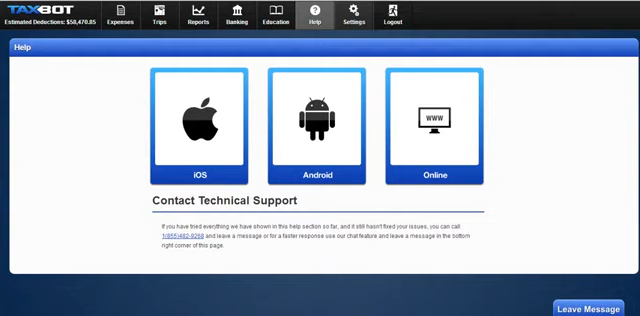 TAXBOT
Estimated Deductions: $58,470.85
Expenses
Trips
Reports
Banking
Education
Help
Settings
Logout
Help
WWW
iOS
Android
Online
Contact Technical Support
If you have tried everything we have shown in this help section so far, and it still hasn't fixed your issues, you can call
1(855)482-9268 and leave a message or for a faster response use our chat feature and leave a message in the bottom
right corner of this page.
Leave Message